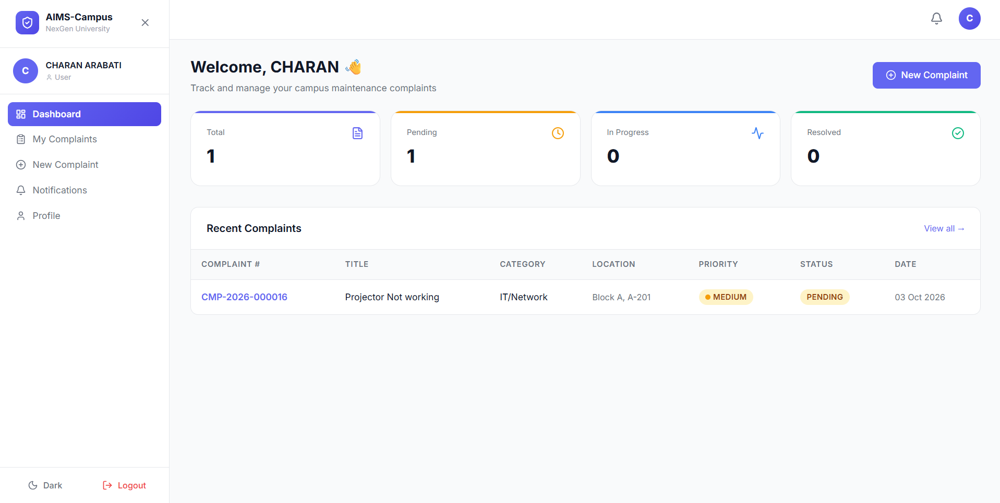 AIMS-Campus
NexGen University
C
CHARAN ARABATI
User
Dashboard
My Complaints
New Complaint
Notifications
Profile
Dark
Logout
C
Welcome, CHARAN 👋
Track and manage your campus maintenance complaints
New Complaint
Total
1
Pending
1
In Progress
0
Resolved
0
Recent Complaints
View all →
COMPLAINT # TITLE CATEGORY LOCATION PRIORITY STATUS DATE
CMP-2026-000016 Projector Not working IT/Network Block A, A-201 MEDIUM PENDING 03 Oct 2026